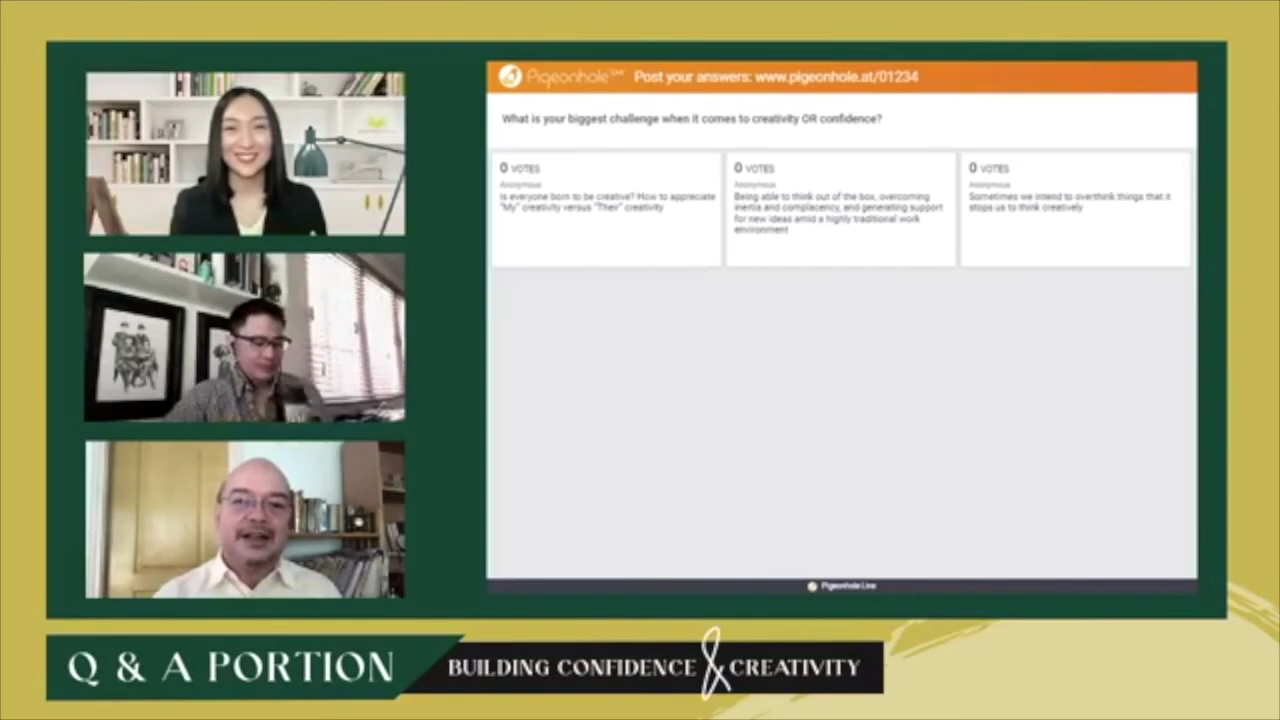 Pigeonhole Live Post your answers: www.pigeonhole.at/01234
What is your biggest challenge when it comes to creativity OR confidence?
0 VOTES
Anonymous
Is everyone born to be creative? How to appreciate
"My" creativity versus "Their" creativity
0 VOTES
Anonymous
Being able to think out of the box, overcoming
inertia and complacency, and generating support
for new ideas amid a highly traditional work
environment
0 VOTES
Anonymous
Sometimes we intend to overthink things that it
stops us to think creatively
Pigeonhole Live
Q & A PORTION
BUILDING CONFIDENCE & CREATIVITY